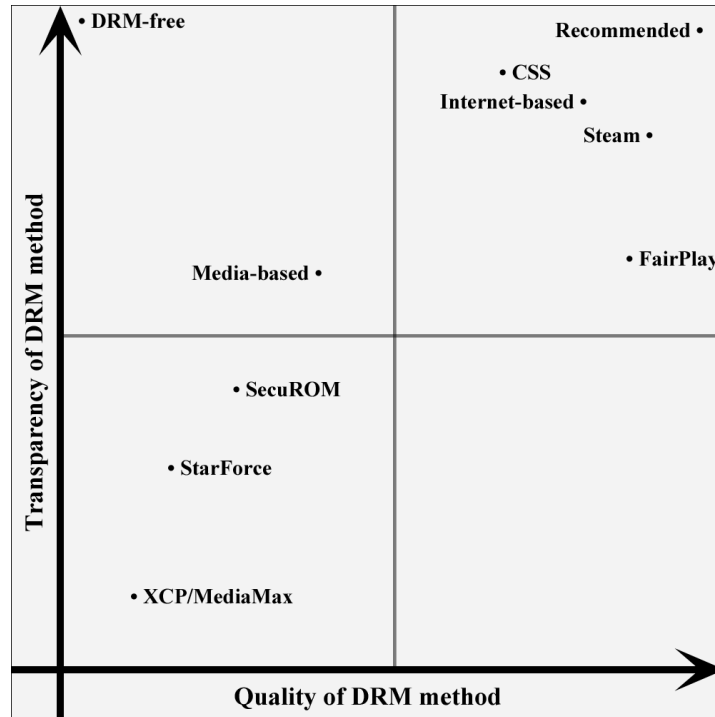 DRM-free
Recommended
CSS
Internet-based
Steam
FairPlay
Media-based
SecuROM
StarForce
XCP/MediaMax
Transparency of DRM method
Quality of DRM method